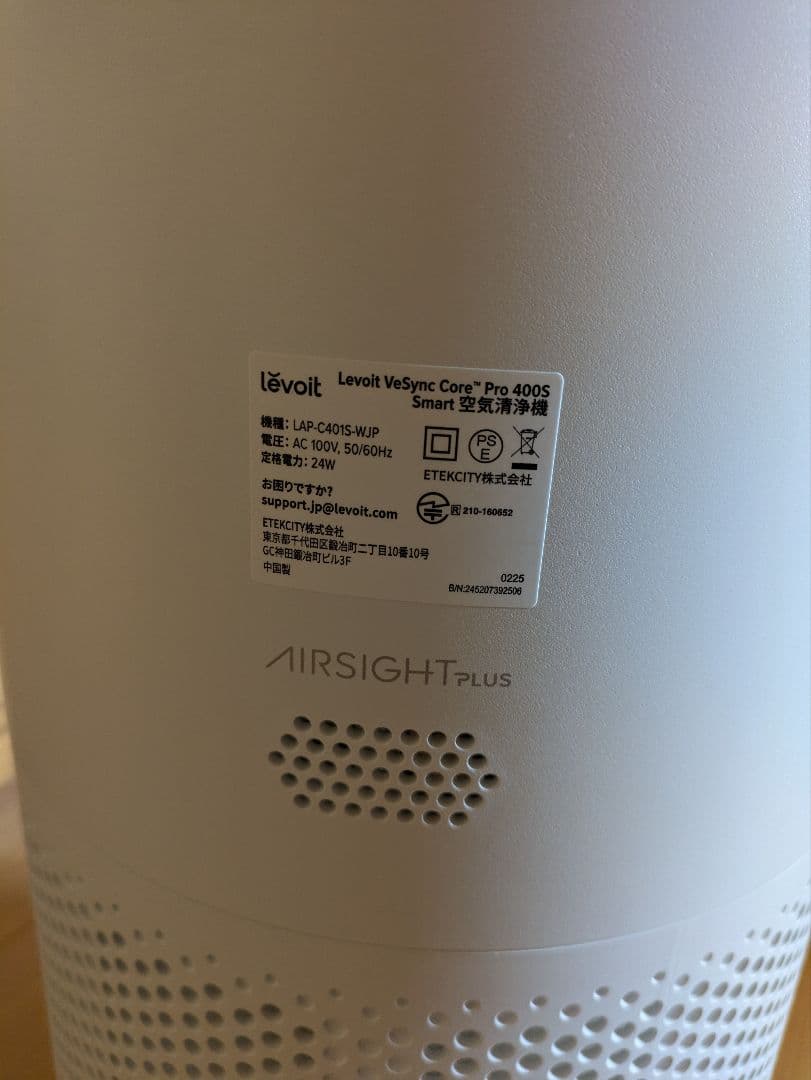 levoit
Levoit VeSync Core™ Pro 400S
Smart 空気清浄機
機種: LAP-C401S-WJP
電圧: AC 100V, 50/60Hz
定格電力: 24W
PS
E
ETEKCITY株式会社
お困りですか?
support.jp@levoit.com
R 210-160652
ETEKCITY株式会社
東京都千代田区鍛冶町二丁目10番10号
GC神田鍛冶町ビル3F
中国製
0225
B/N:245207392506
AIRSIGHT PLUS